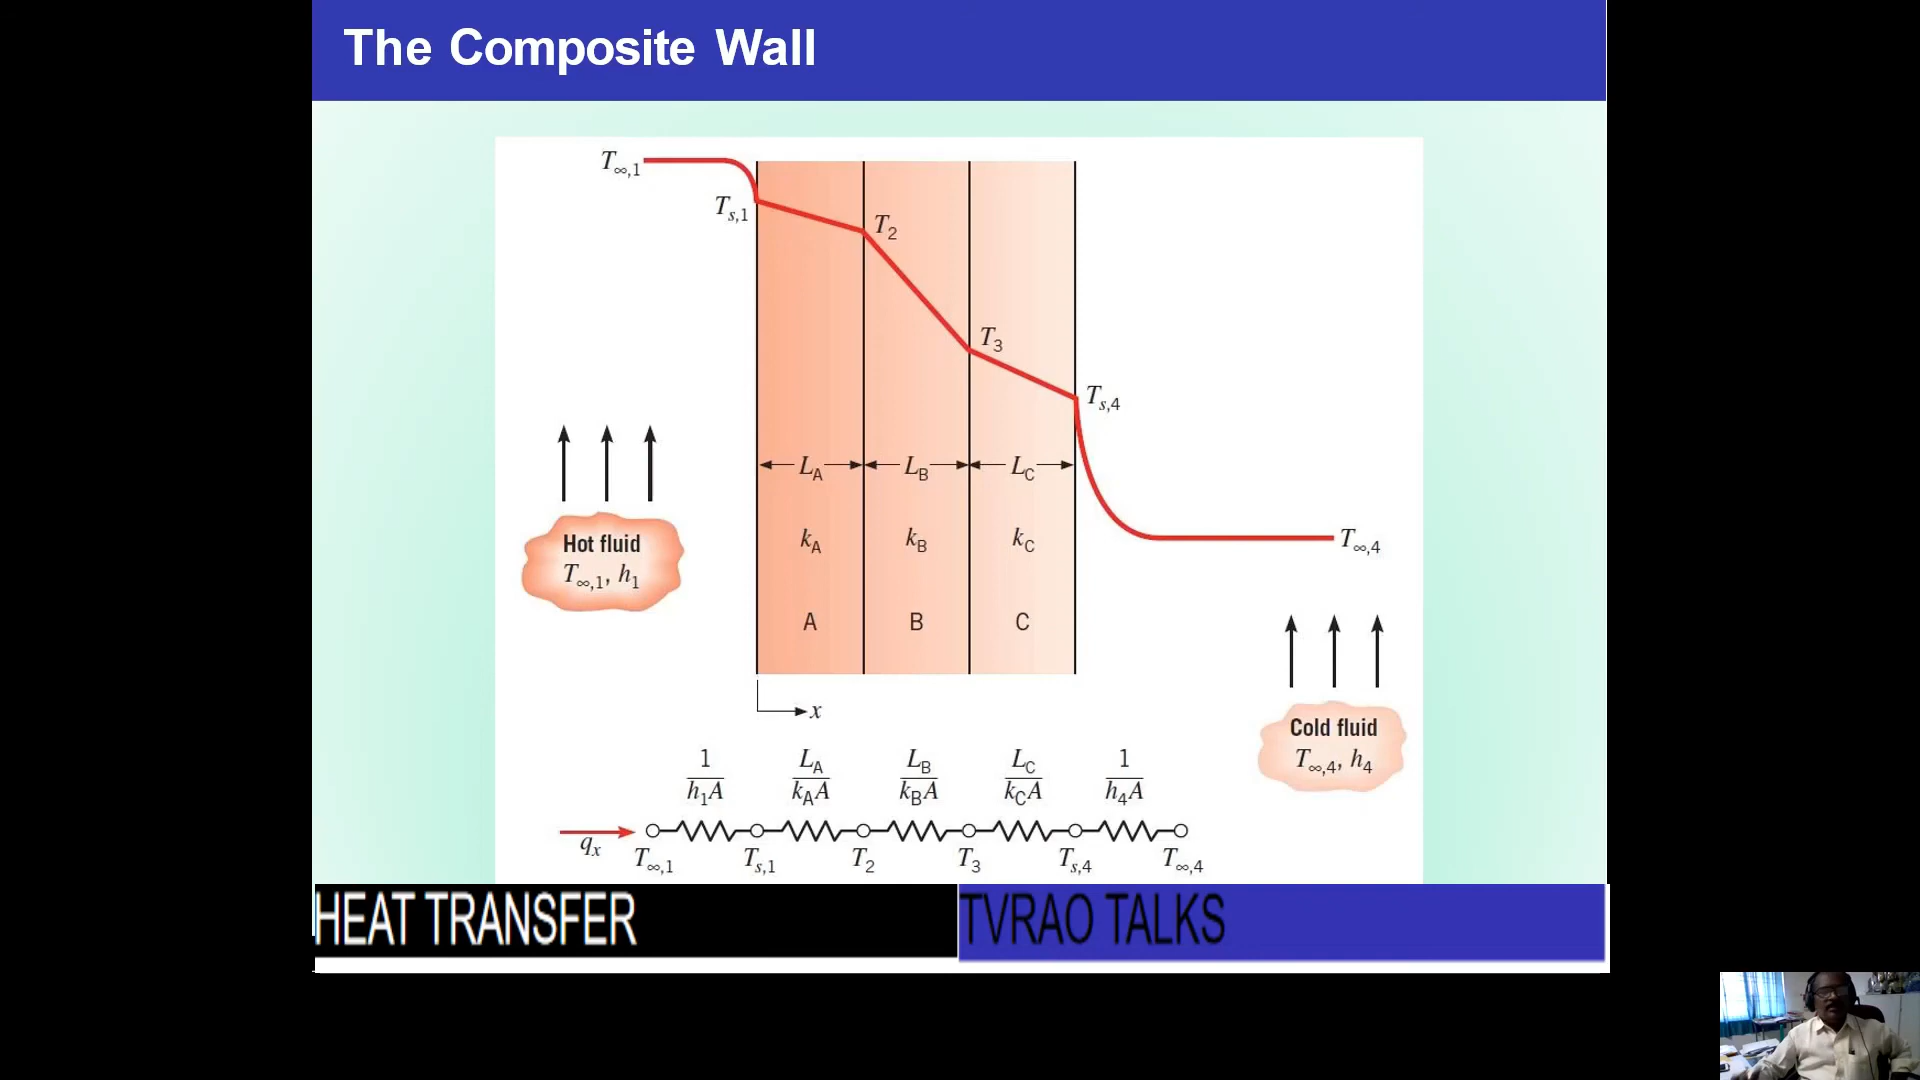 The Composite Wall
T∞,1
Ts,1
T2
T3
Ts,4
LA LB LC
T∞,4
kA kB kC
Hot fluid
T∞,1, h1
A B C
x
Cold fluid
T∞,4, h4
1/h1A LA/kAA LB/kBA LC/kCA 1/h4A
qx
T∞,1 Ts,1 T2 T3 Ts,4 T∞,4
HEAT TRANSFER TVRAO TALKS